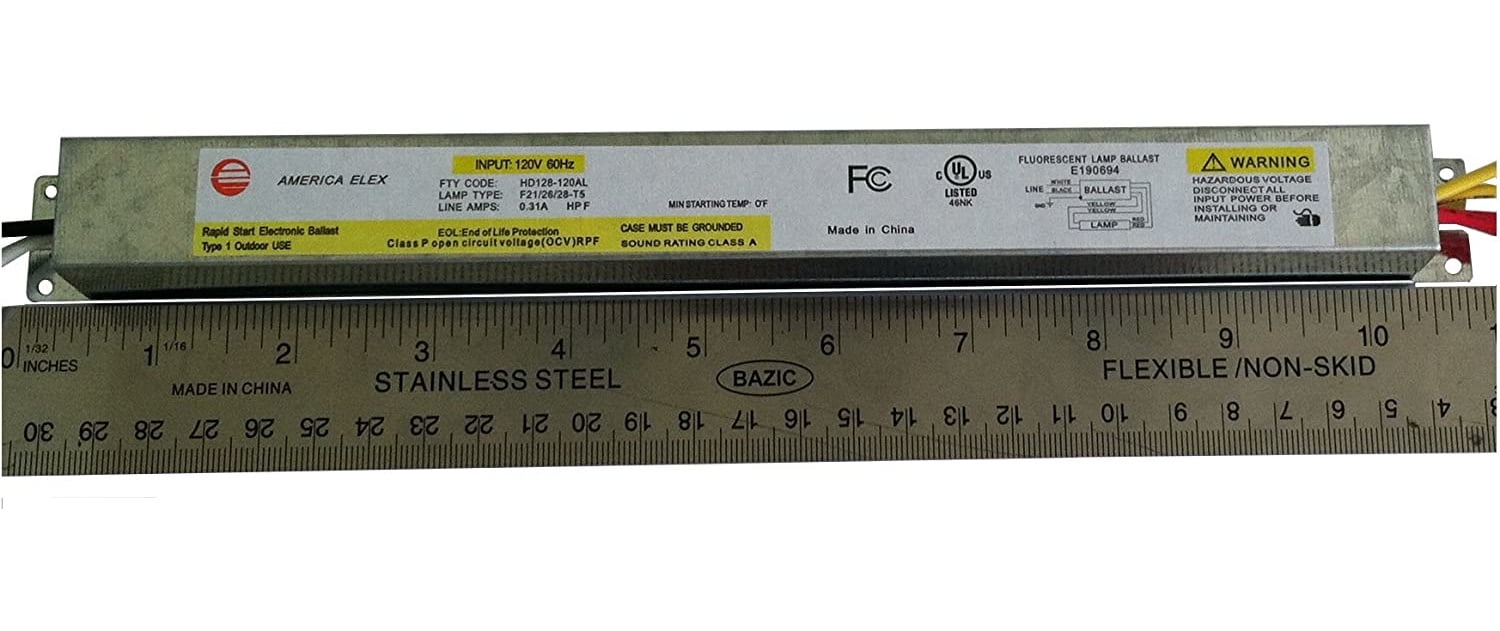 AMERICA ELEX
INPUT: 120V 60Hz
FTY CODE: HD128-120AL
LAMP TYPE: F21/26/28-T5
LINE AMPS: 0.31A HPF
MIN STARTING TEMP: 0'F
Rapid Start Electronic Ballast
Type 1 Outdoor USE
EOL:End of Life Protection
Class P open circuit voltage(OCV)RPF
CASE MUST BE GROUNDED
SOUND RATING CLASS A
FC
Made in China
C UL US
LISTED
46NK
FLUORESCENT LAMP BALLAST
E190694
LINE WHITE BLACK BALLAST
GND
YELLOW
YELLOW
LAMP RED RED
WARNING
HAZARDOUS VOLTAGE
DISCONNECT ALL
INPUT POWER BEFORE
INSTALLING OR
MAINTAINING
0 1/32 1 1/16 2 3 4 5 6 7 8 9 10
INCHES
MADE IN CHINA
STAINLESS STEEL
BAZIC
FLEXIBLE/NON-SKID
30 29 28 27 26 25 24 23 22 21 20 19 18 17 16 15 14 13 12 11 10 9 8 7 6 5 4